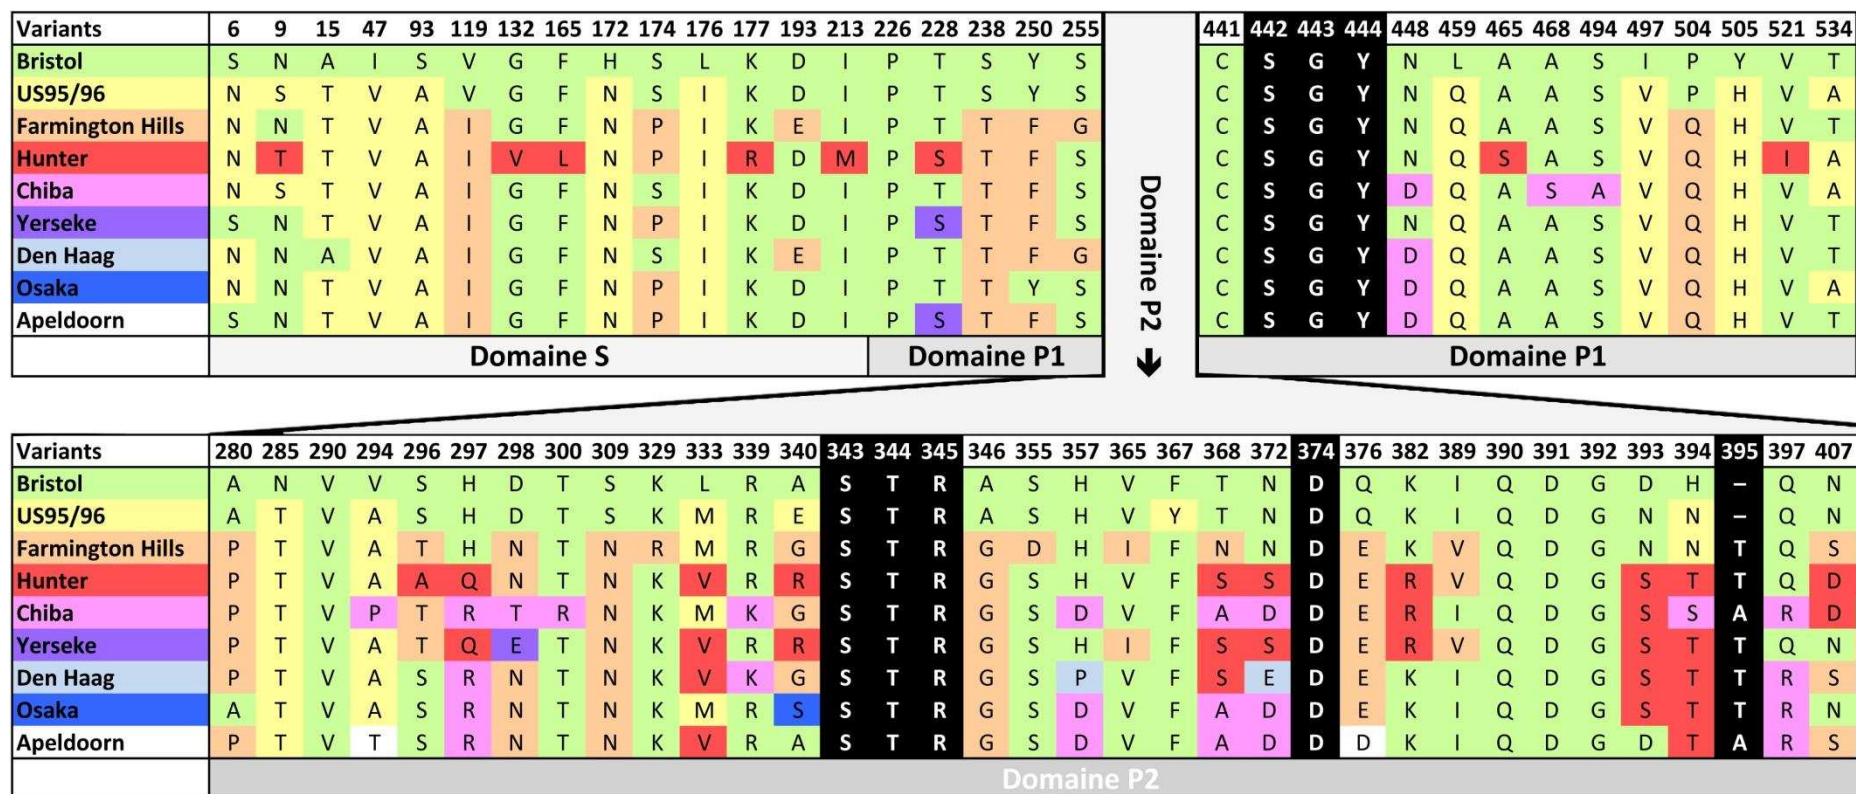 Variants 6 9 15 47 93 119 132 165 172 174 176 177 193 213 226 228 238 250 255 441 442 443 444 448 459 465 468 494 497 504 505 521 534
Bristol S N A I S V G F H S L K D I P T S Y S C S G Y N L A A S I P Y V T
US95/96 N S T V A V G F N S I K D I P T S Y S C S G Y N Q A A S V P H V A
Farmington Hills N N T V A I G F N P I K E I P T T F G C S G Y N Q A A S V Q H V T
Hunter N T T V A I V L N P I R D M P S T F S C S G Y N Q S A S V Q H I A
Chiba N S T V A I G F N S I K D I P T T F S C S G Y D Q A S A V Q H V A
Yerseke S N T V A I G F N P I K D I P S T F S C S G Y N Q A A S V Q H V T
Den Haag N N A V A I G F N S I K E I P T T F G C S G Y D Q A A S V Q H V T
Osaka N N T V A I G F N P I K D I P T T Y S C S G Y D Q A A S V Q H V A
Apeldoorn S N T V A I G F N P I K D I P S T F S C S G Y D Q A A S V Q H V T
Domaine S Domaine P1 Domaine P1
Domaine P2
Variants 280 285 290 294 296 297 298 300 309 329 333 339 340 343 344 345 346 355 357 365 367 368 372 374 376 382 389 390 391 392 393 394 395 397 407
Bristol A N V V S H D T S K L R A S T R A S H V F T N D Q K I Q D G D H – Q N
US95/96 A T V A S H D T S K M R E S T R A S H V Y T N D Q K I Q D G N N – Q N
Farmington Hills P T V A T H N T N R M R G S T R G D H I F N N D E K V Q D G N N T Q S
Hunter P T V A A Q N T N K V R R S T R G S H V F S S D E R V Q D G S T T Q D
Chiba P T V P T R T R N K M K G S T R G S D V F A D D E R I Q D G S S A R D
Yerseke P T V A T Q E T N K V R R S T R G S H I F S S D E R V Q D G S T T Q N
Den Haag P T V A S R N T N K V K G S T R G S P V F S E D E K I Q D G S T T R S
Osaka A T V A S R N T N K M R S S T R G S D V F A D D E K I Q D G S T T R N
Apeldoorn P T V T S R N T N K V R A S T R G S D V F A D D D K I Q D G D T A R S
Domaine P2